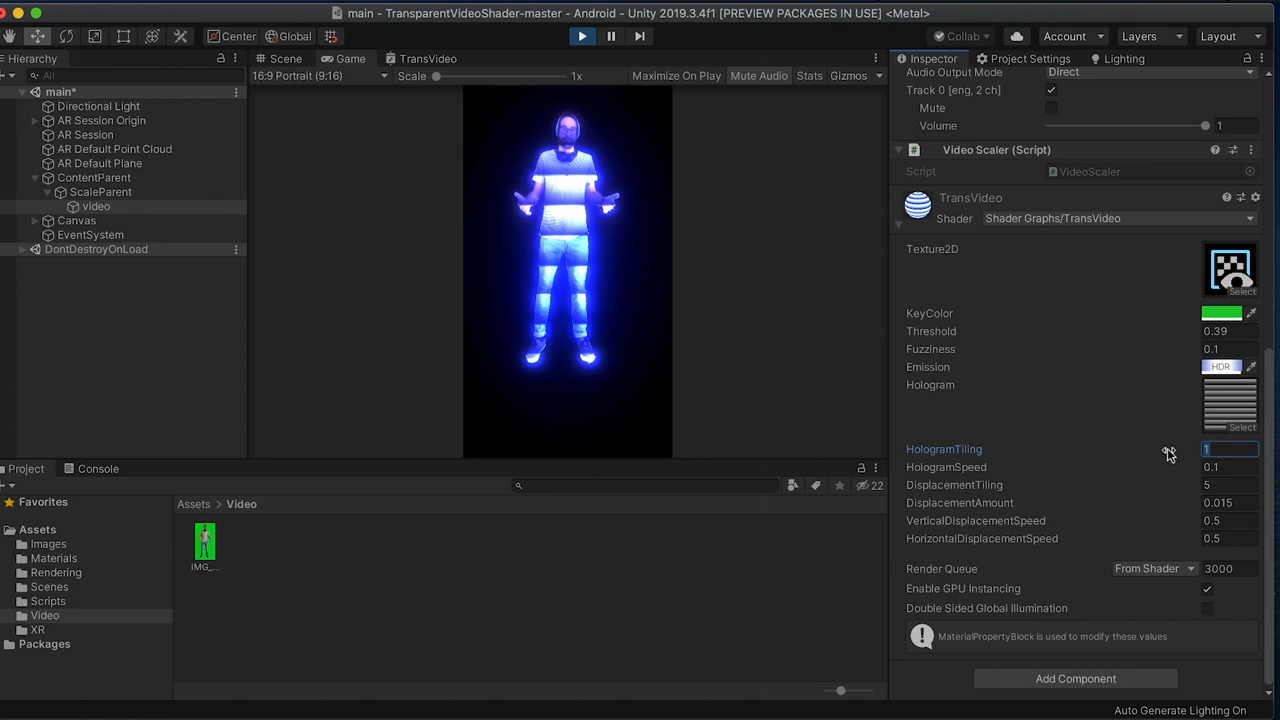 main - TransparentVideoShader-master - Android - Unity 2019.3.4f1 [PREVIEW PACKAGES IN USE] <Metal>
Center Global Collab Account Layers Layout
Hierarchy Scene Game TransVideo Inspector Project Settings Lighting
All 16:9 Portrait (9:16) Scale 1x Maximize On Play Mute Audio Stats Gizmos
main*
Directional Light
AR Session Origin
AR Session
AR Default Point Cloud
AR Default Plane
ContentParent
ScaleParent
video
Canvas
EventSystem
DontDestroyOnLoad
Audio Output Mode Direct
Track 0 [eng, 2 ch]
Mute
Volume 1
Video Scaler (Script)
Script VideoScaler
TransVideo
Shader Shader Graphs/TransVideo
Texture2D
Select
KeyColor
Threshold 0.39
Fuzziness 0.1
Emission HDR
Hologram
Select
HologramTiling 1
HologramSpeed 0.1
DisplacementTiling 5
DisplacementAmount 0.015
VerticalDisplacementSpeed 0.5
HorizontalDisplacementSpeed 0.5
Render Queue From Shader 3000
Enable GPU Instancing
Double Sided Global Illumination
MaterialPropertyBlock is used to modify these values
Add Component
Project Console
22
Favorites
Assets
Images
Materials
Rendering
Scenes
Scripts
Video
XR
Packages
Assets > Video
IMG_...
Auto Generate Lighting On